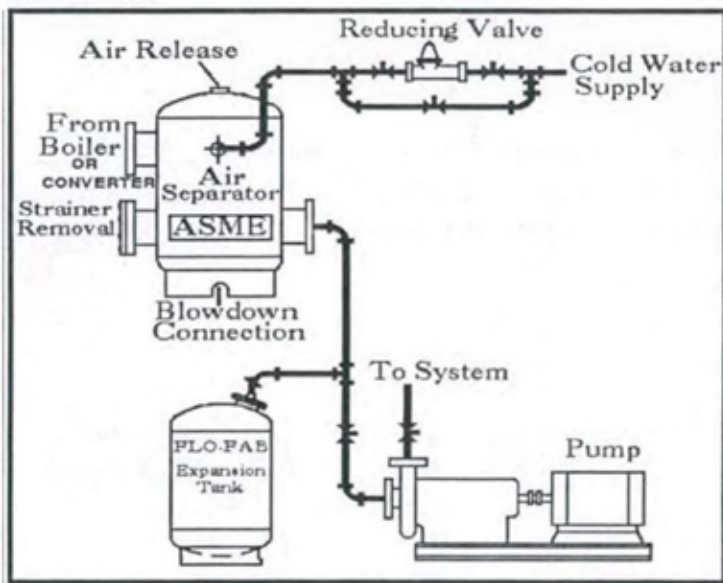 Reducing Valve
Air Release
Cold Water
Supply
From
Boiler
OR
CONVERTER
Air
Separator
Strainer
Removal
ASME
Blowdown
Connection
To System
FLO-FAB
Expansion
Tank
Pump